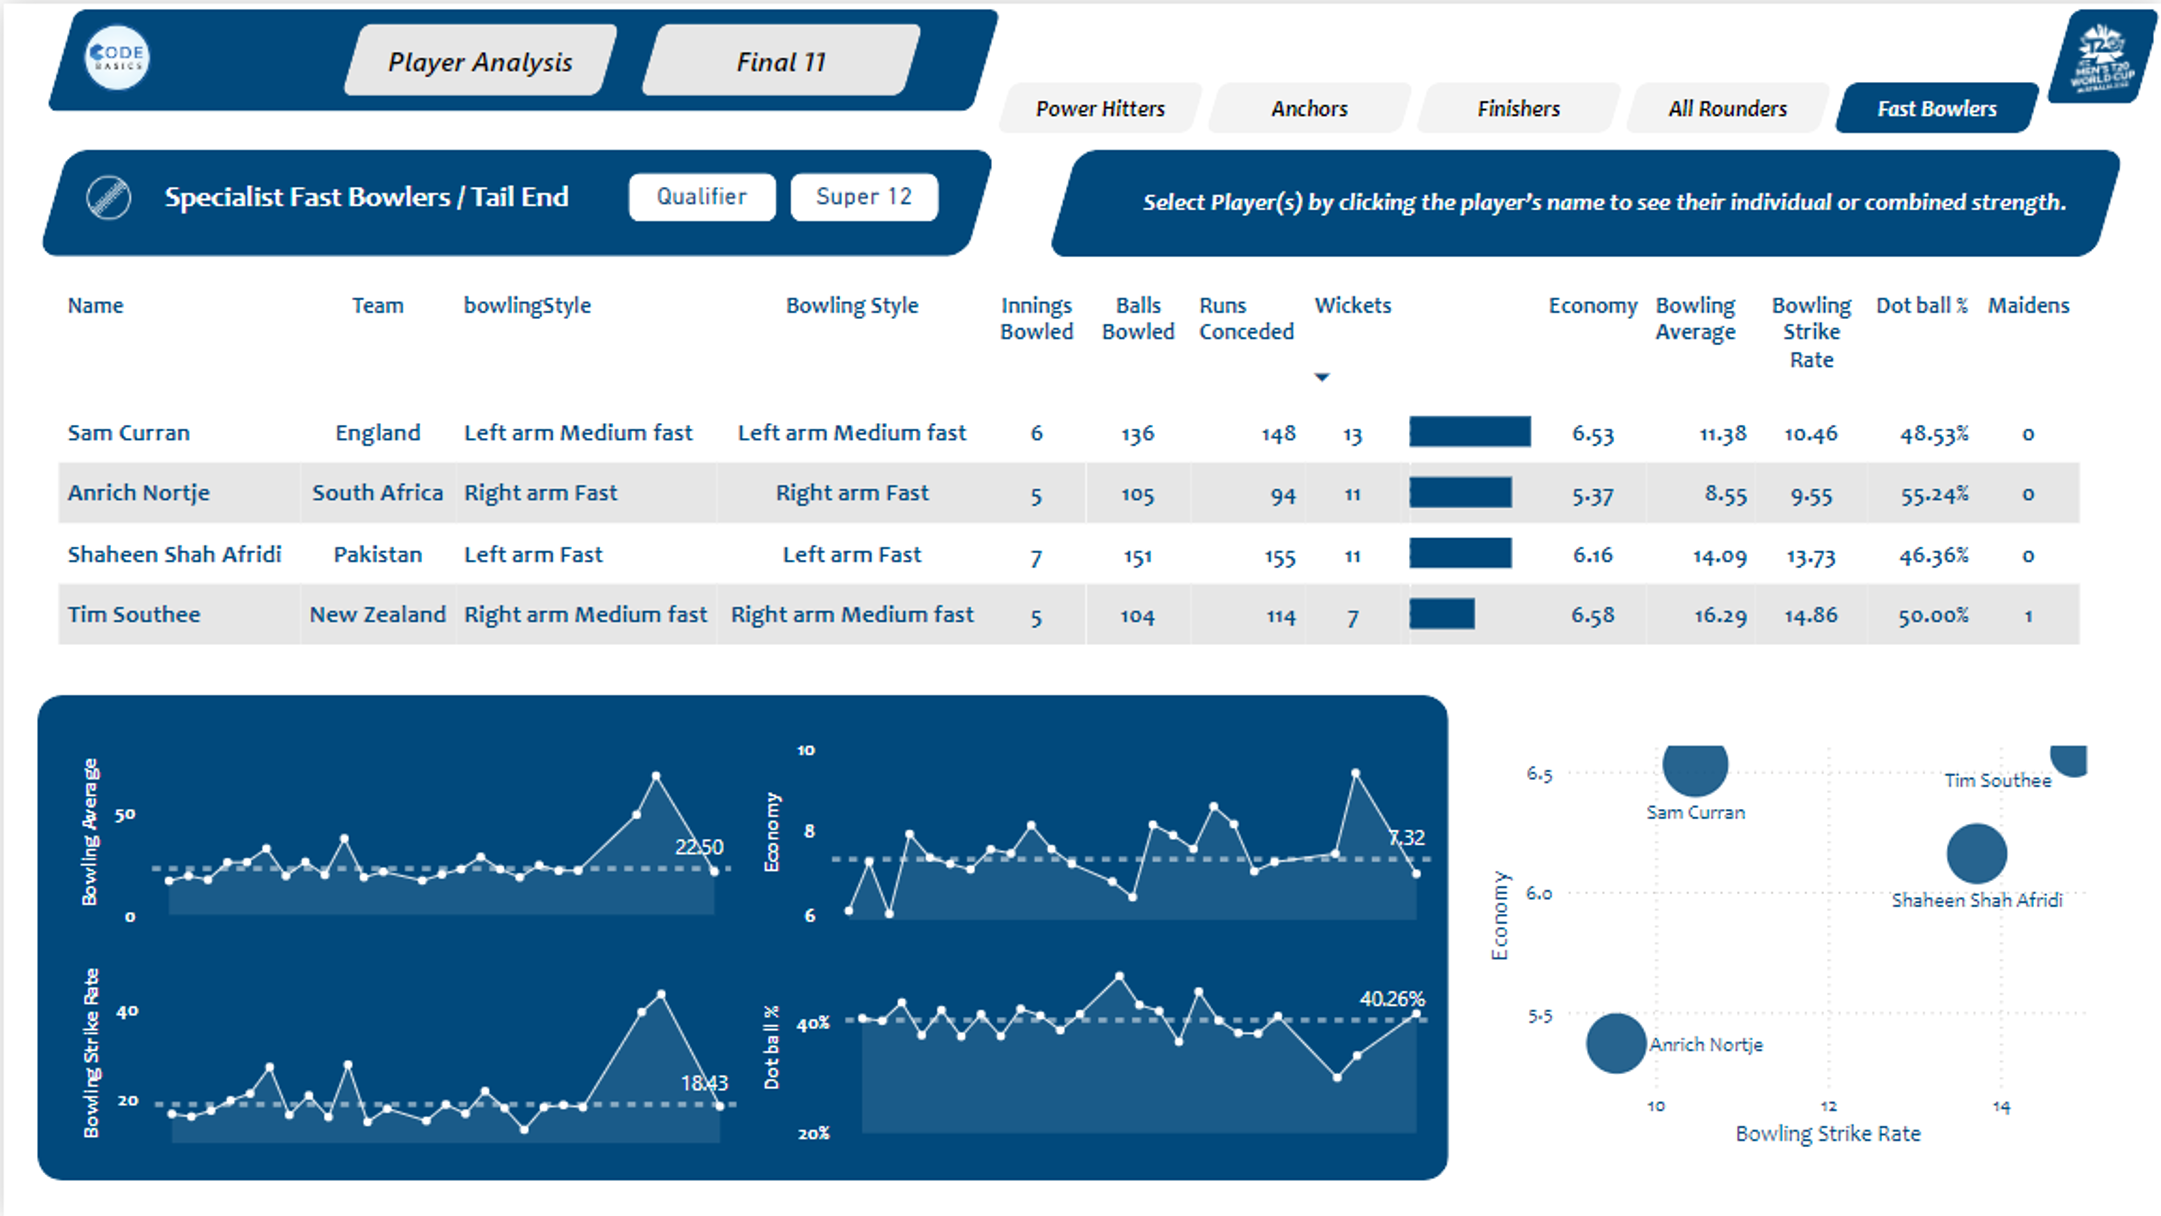 CODE
BASICS
Player Analysis
Final 11
MEN'S T20
WORLD CUP
Power Hitters
Anchors
Finishers
All Rounders
Fast Bowlers
Specialist Fast Bowlers / Tail End
Qualifier
Super 12
Select Player(s) by clicking the player's name to see their individual or combined strength.
Name Team bowlingStyle Bowling Style Innings Bowled Balls Bowled Runs Conceded Wickets Economy Bowling Average Bowling Strike Rate Dot ball % Maidens
Sam Curran England Left arm Medium fast Left arm Medium fast 6 136 148 13 6.53 11.38 10.46 48.53% 0
Anrich Nortje South Africa Right arm Fast Right arm Fast 5 105 94 11 5.37 8.55 9.55 55.24% 0
Shaheen Shah Afridi Pakistan Left arm Fast Left arm Fast 7 151 155 11 6.16 14.09 13.73 46.36% 0
Tim Southee New Zealand Right arm Medium fast Right arm Medium fast 5 104 114 7 6.58 16.29 14.86 50.00% 1
Bowling Average
50
0
22.50
Economy
10
8
6
7.32
Bowling Strike Rate
40
20
18.43
Dot ball %
40%
20%
40.26%
Economy
6.5
6.0
5.5
Sam Curran
Tim Southee
Shaheen Shah Afridi
Anrich Nortje
10
12
14
Bowling Strike Rate